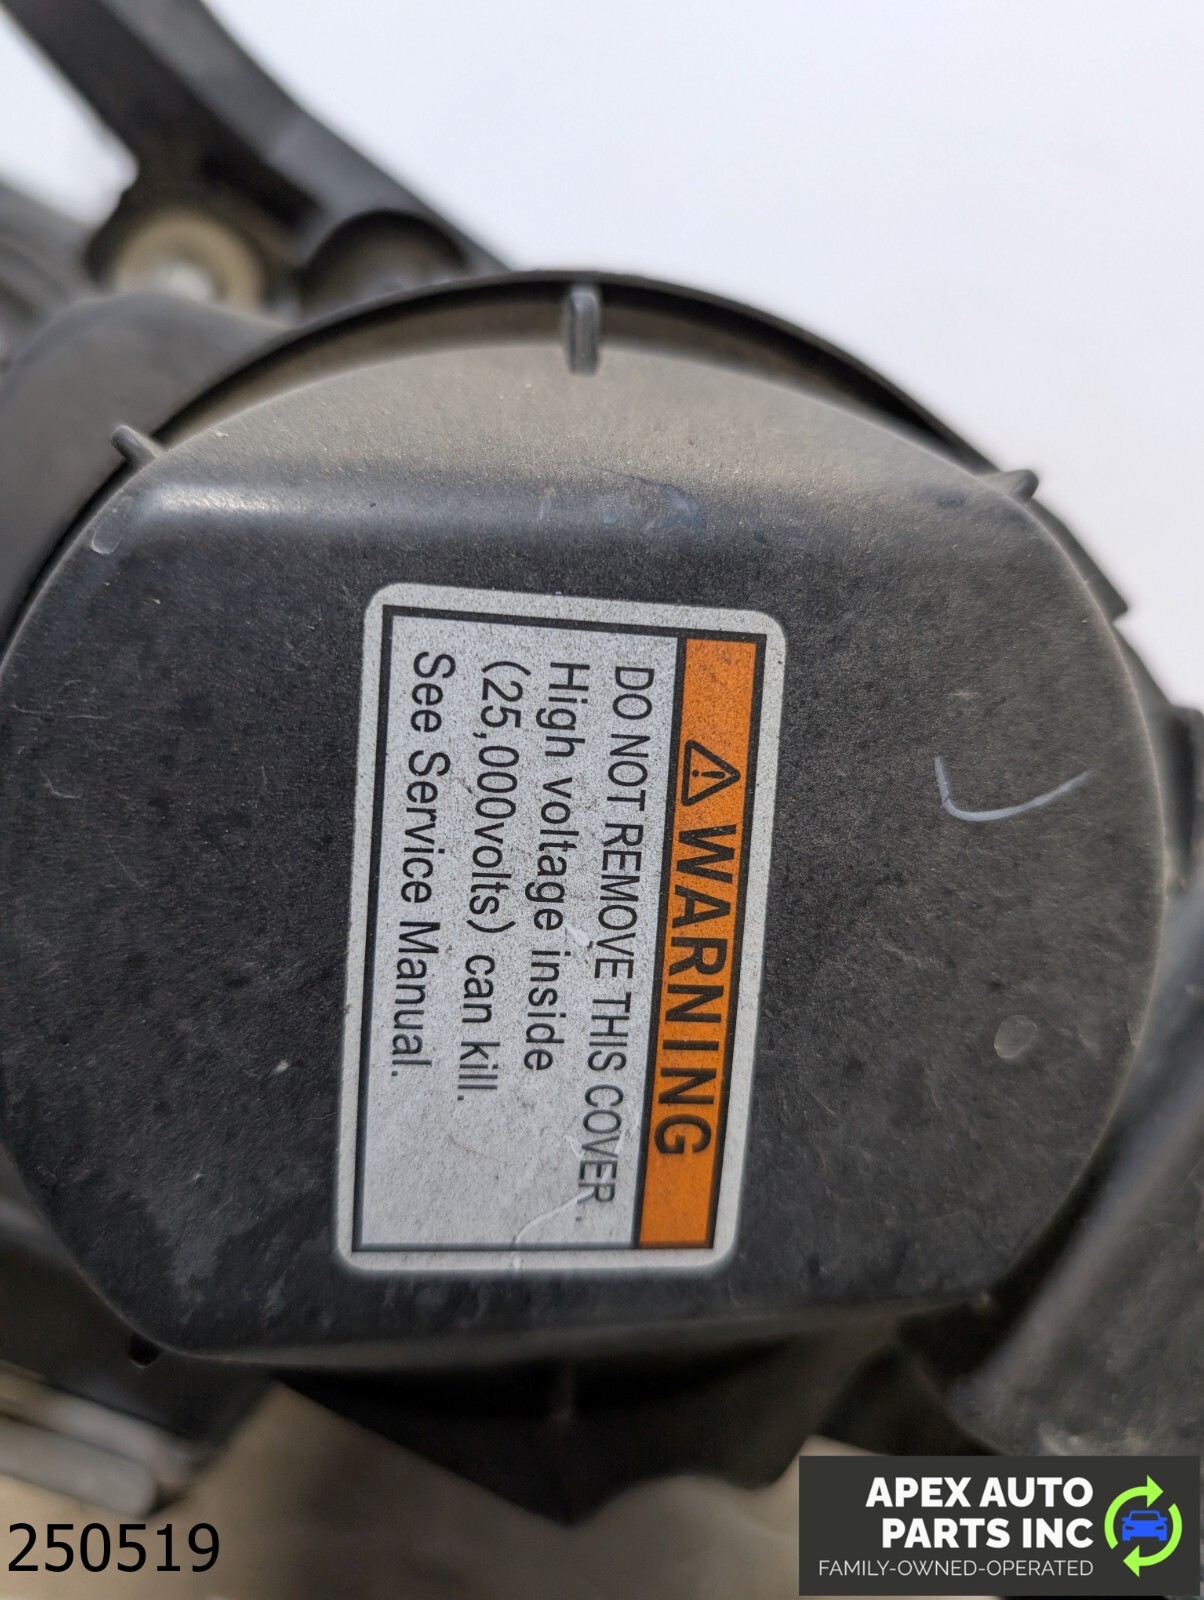 ⚠ WARNING
DO NOT REMOVE THIS COVER.
High voltage inside
(25,000volts) can kill.
See Service Manual.
250519
APEX AUTO
PARTS INC
FAMILY-OWNED-OPERATED